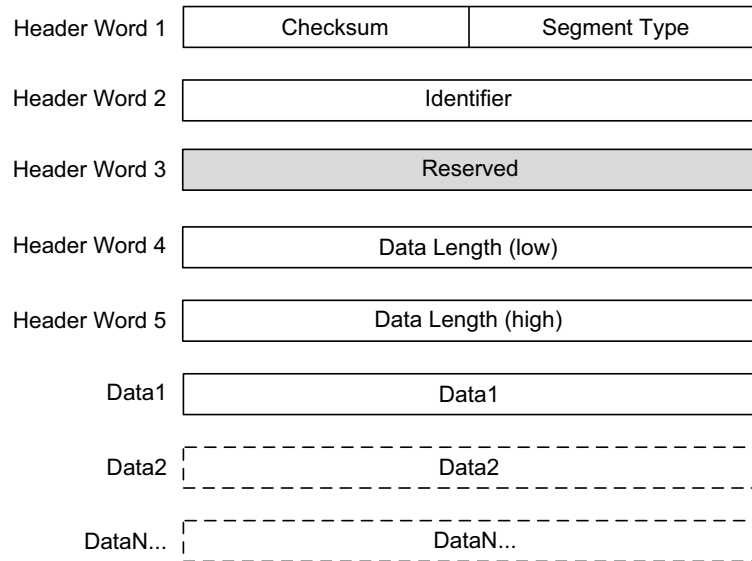 Header Word 1 Checksum Segment Type
Header Word 2 Identifier
Header Word 3 Reserved
Header Word 4 Data Length (low)
Header Word 5 Data Length (high)
Data1 Data1
Data2 Data2
DataN... DataN...